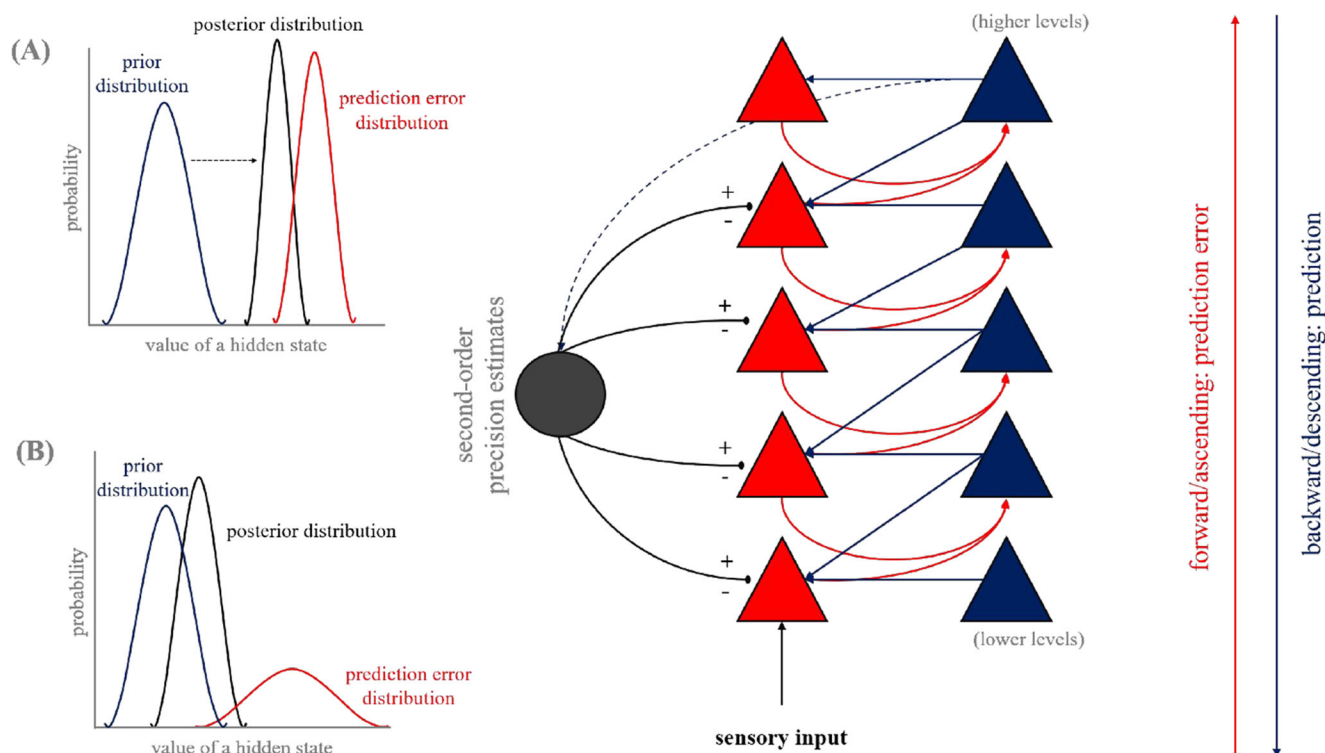 (A)
posterior distribution
prior
distribution
prediction error
distribution
probability
value of a hidden state
(B)
prior
distribution
posterior distribution
prediction error
distribution
probability
value of a hidden state
(higher levels)
+
-
+
-
+
-
+
-
second-order
precision estimates
(lower levels)
sensory input
forward/ascending: prediction error
backward/descending: prediction